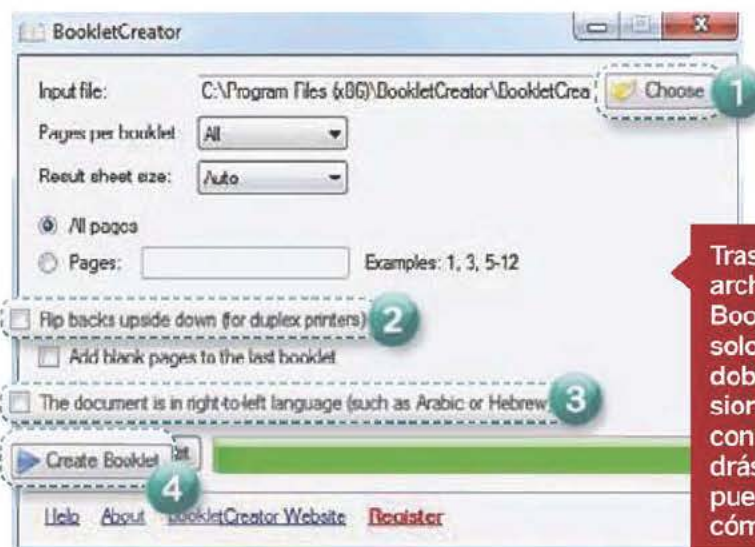 BookletCreator
Input file: C:\Program Files (x86)\BookletCreator\BookletCrea Choose 1
Pages per booklet All
Result sheet size: Auto
All pages
Pages: Examples: 1, 3, 5-12
Flip backs upside down (for duplex printers) 2
Add blank pages to the last booklet
The document is in right-to-left language (such as Arabic or Hebrew 3
Create Booklet 4
Help About BookletCreator Website Register
Tras
arch
Boo
solo
dob
sion
con
drás
pue
cóm